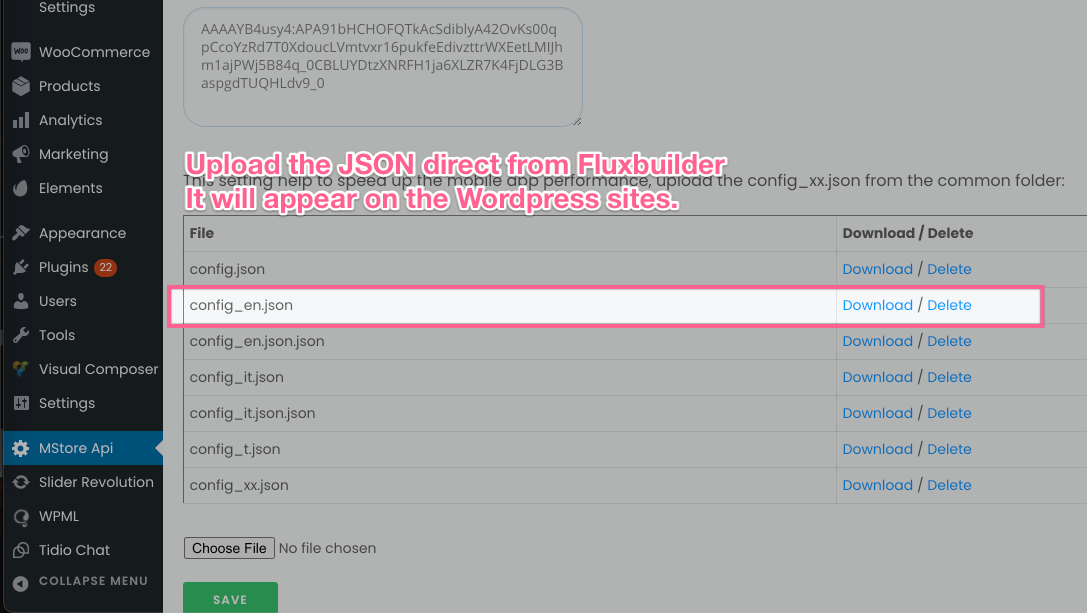 Settings
WooCommerce
Products
Analytics
Marketing
Elements
Appearance
Plugins 22
Users
Tools
Visual Composer
Settings
MStore Api
Slider Revolution
WPML
Tidio Chat
COLLAPSE MENU
AAAAYB4usy4:APA91bHCHOFQTkAcSdiblyA42OvKs00q
pCcoYzRd7T0XdoucLVmtvxr16pukfeEdivzttrWXEetLMIJh
m1ajPWj5B84q_0CBLUYDtzXNRFH1ja6XLZR7K4FjDLG3B
aspgdTUQHLdv9_0
Upload the JSON direct from Fluxbuilder
This setting help to speed up the mobile app performance, upload the config_xx.json from the common folder:
It will appear on the Wordpress sites.
File Download / Delete
config.json Download / Delete
config_en.json Download / Delete
config_en.json.json Download / Delete
config_it.json Download / Delete
config_it.json.json Download / Delete
config_t.json Download / Delete
config_xx.json Download / Delete
Choose File No file chosen
SAVE